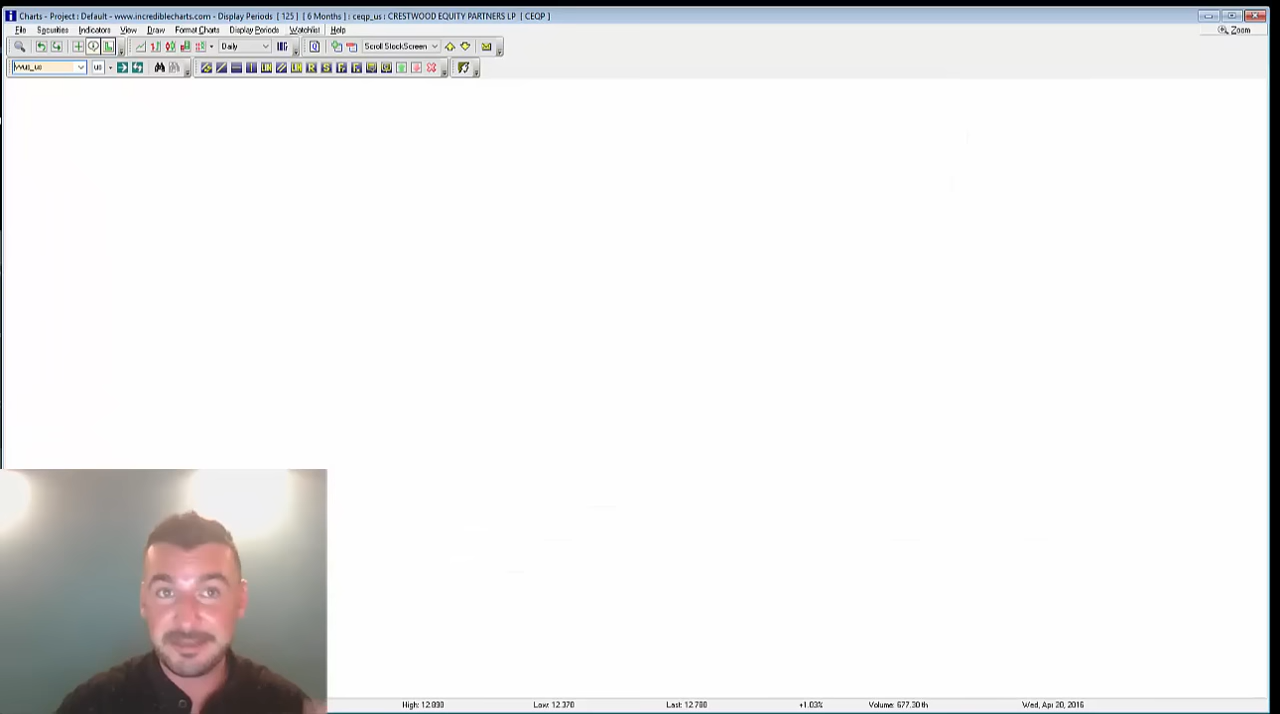 Charts - Project : Default - www.incrediblecharts.com - Display Periods [ 125 ] [ 6 Months ] : ceqp_us : CRESTWOOD EQUITY PARTNERS LP [ CEQP ]
File Securities Indicators View Draw Format Charts Display Periods Watchlist Help
Zoom
Daily Scroll StockScreen
us
High: 12.890 Low: 12.370 Last: 12.780 +1.03% Volume: 677.30th Wed, Apr 20, 2016